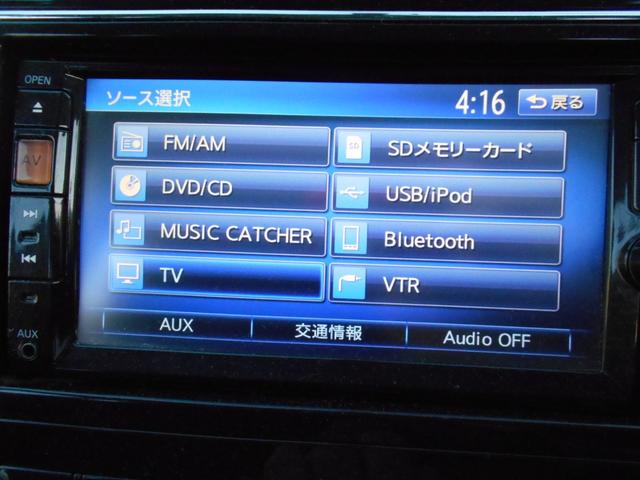 OPEN
ソース選択
4:16
戻る
AV
FM/AM
SD
SDメモリーカード
DVD/CD
USB/iPod
MUSIC CATCHER
Bluetooth
TV
VTR
AUX
交通情報
Audio OFF
AUX